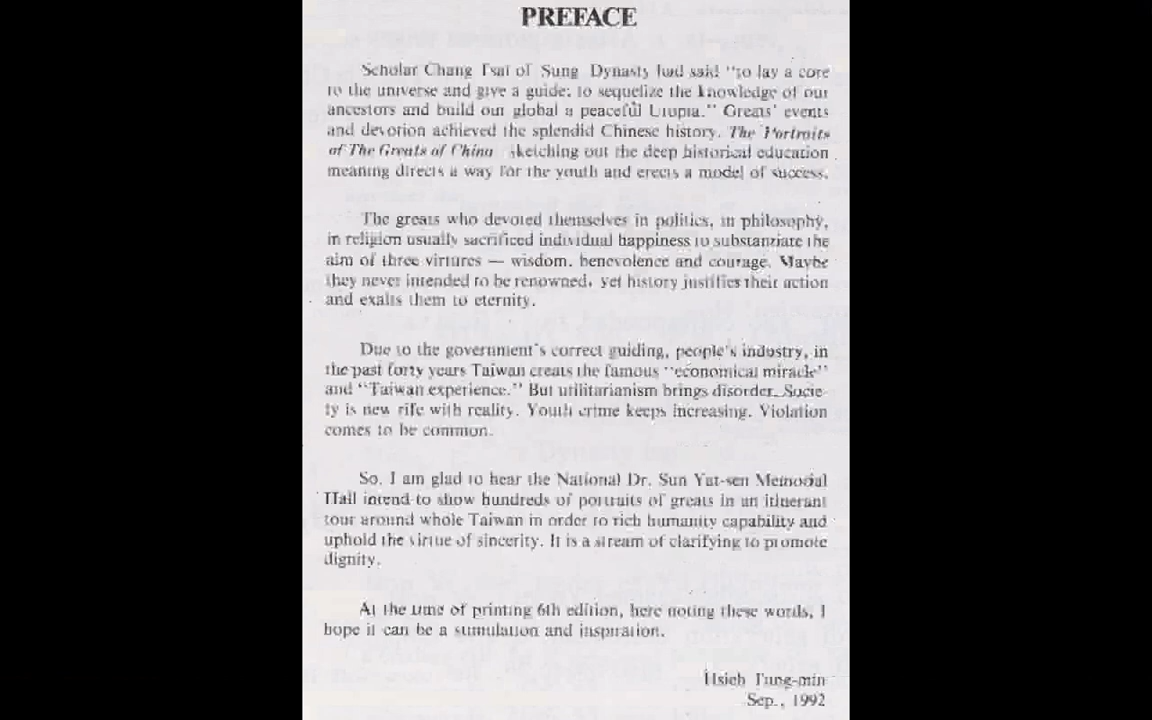 PREFACE
Scholar Chang Tsai of Sung Dynasty had said "to lay a core
to the universe and give a guide; to sequelize the knowledge of our
ancestors and build our global a peaceful Utopia." Greats' events
and devotion achieved the splendid Chinese history. The Portraits
of The Greats of China sketching out the deep historical education
meaning directs a way for the youth and erects a model of success.
The greats who devoted themselves in politics, in philosophy,
in religion usually sacrificed individual happiness to substantiate the
aim of three virtures — wisdom, benevolence and courage. Maybe
they never intended to be renowned, yet history justifies their action
and exalts them to eternity.
Due to the government's correct guiding, people's industry, in
the past forty years Taiwan creats the famous "economical mirack"
and "Taiwan experience." But utilitarianism brings disorder. Socie-
ty is new rife with reality. Youth crime keeps increasing. Violation
comes to be common.
So, I am glad to hear the National Dr. Sun Yat-sen Memorial
Hall intend to show hundreds of portraits of greats in an itinerant
tour around whole Taiwan in order to rich humanity capability and
uphold the virtue of sincerity. It is a stream of clarifying to promote
dignity.
At the time of printing 6th edition, here noting these words, I
hope it can be a stimulation and inspiration.
Hsieh Tung-min
Sep., 1992